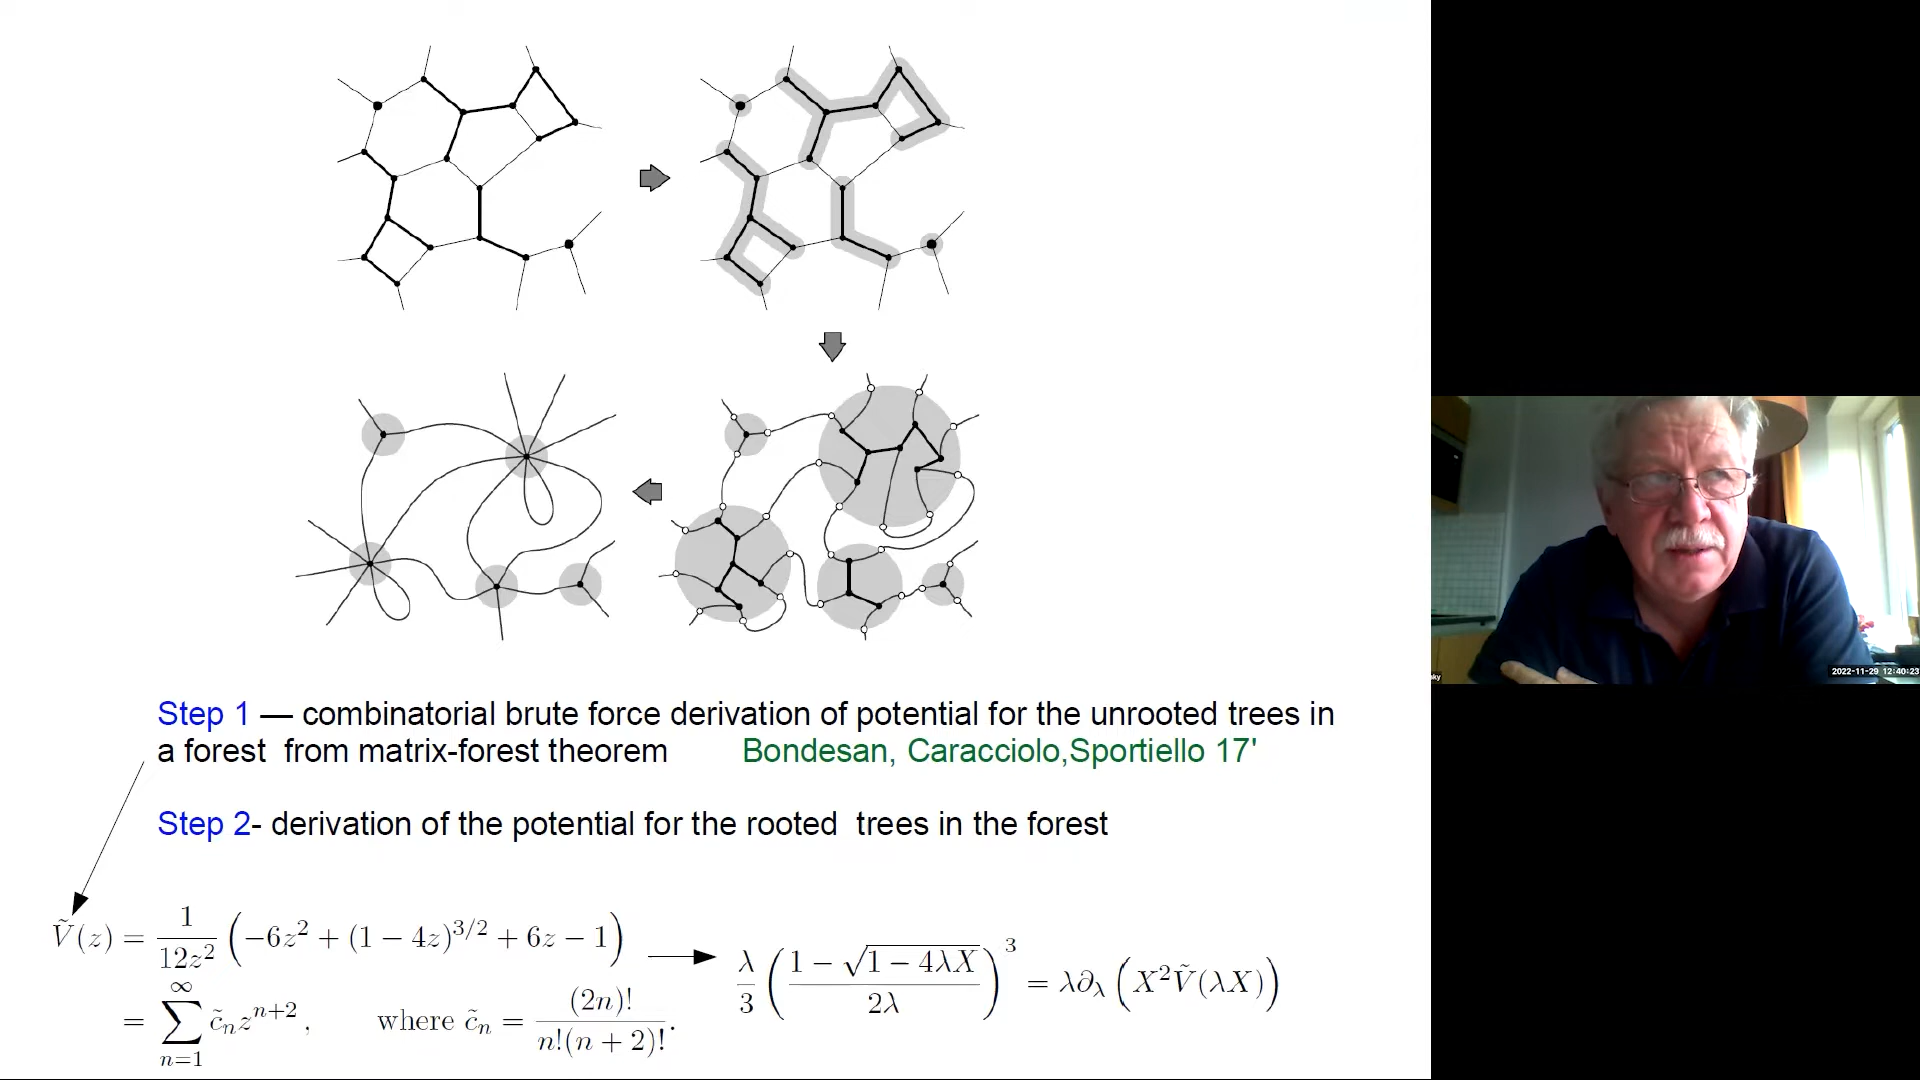 Step 1 — combinatorial brute force derivation of potential for the unrooted trees in
a forest from matrix-forest theorem Bondesan, Caracciolo,Sportiello 17'
Step 2- derivation of the potential for the rooted trees in the forest
Ṽ(z) = 1/(12z²) (−6z² + (1 − 4z)^{3/2} + 6z − 1)
= ∑_{n=1}^{∞} c̃ₙz^{n+2}, where c̃ₙ = (2n)!/(n!(n + 2)!).
λ/3 ((1 − √(1 − 4λX))/(2λ))³ = λ∂_λ (X²Ṽ(λX))
2022-11-29 12:40:23
sky